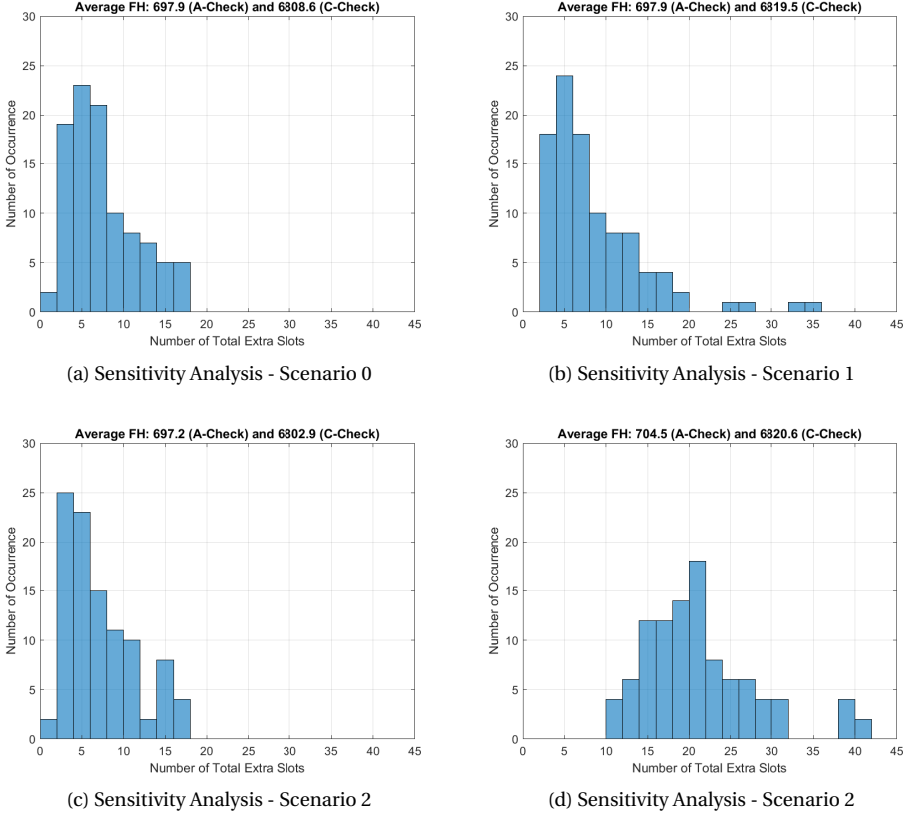 Average FH: 697.9 (A-Check) and 6808.6 (C-Check)
30
25
20
15
10
5
0
Number of Occurrence
0 5 10 15 20 25 30 35 40 45
Number of Total Extra Slots
(a) Sensitivity Analysis - Scenario 0
Average FH: 697.9 (A-Check) and 6819.5 (C-Check)
30
25
20
15
10
5
0
Number of Occurrence
0 5 10 15 20 25 30 35 40 45
Number of Total Extra Slots
(b) Sensitivity Analysis - Scenario 1
Average FH: 697.2 (A-Check) and 6802.9 (C-Check)
30
25
20
15
10
5
0
Number of Occurrence
0 5 10 15 20 25 30 35 40 45
Number of Total Extra Slots
(c) Sensitivity Analysis - Scenario 2
Average FH: 704.5 (A-Check) and 6820.6 (C-Check)
30
25
20
15
10
5
0
Number of Occurrence
0 5 10 15 20 25 30 35 40 45
Number of Total Extra Slots
(d) Sensitivity Analysis - Scenario 2